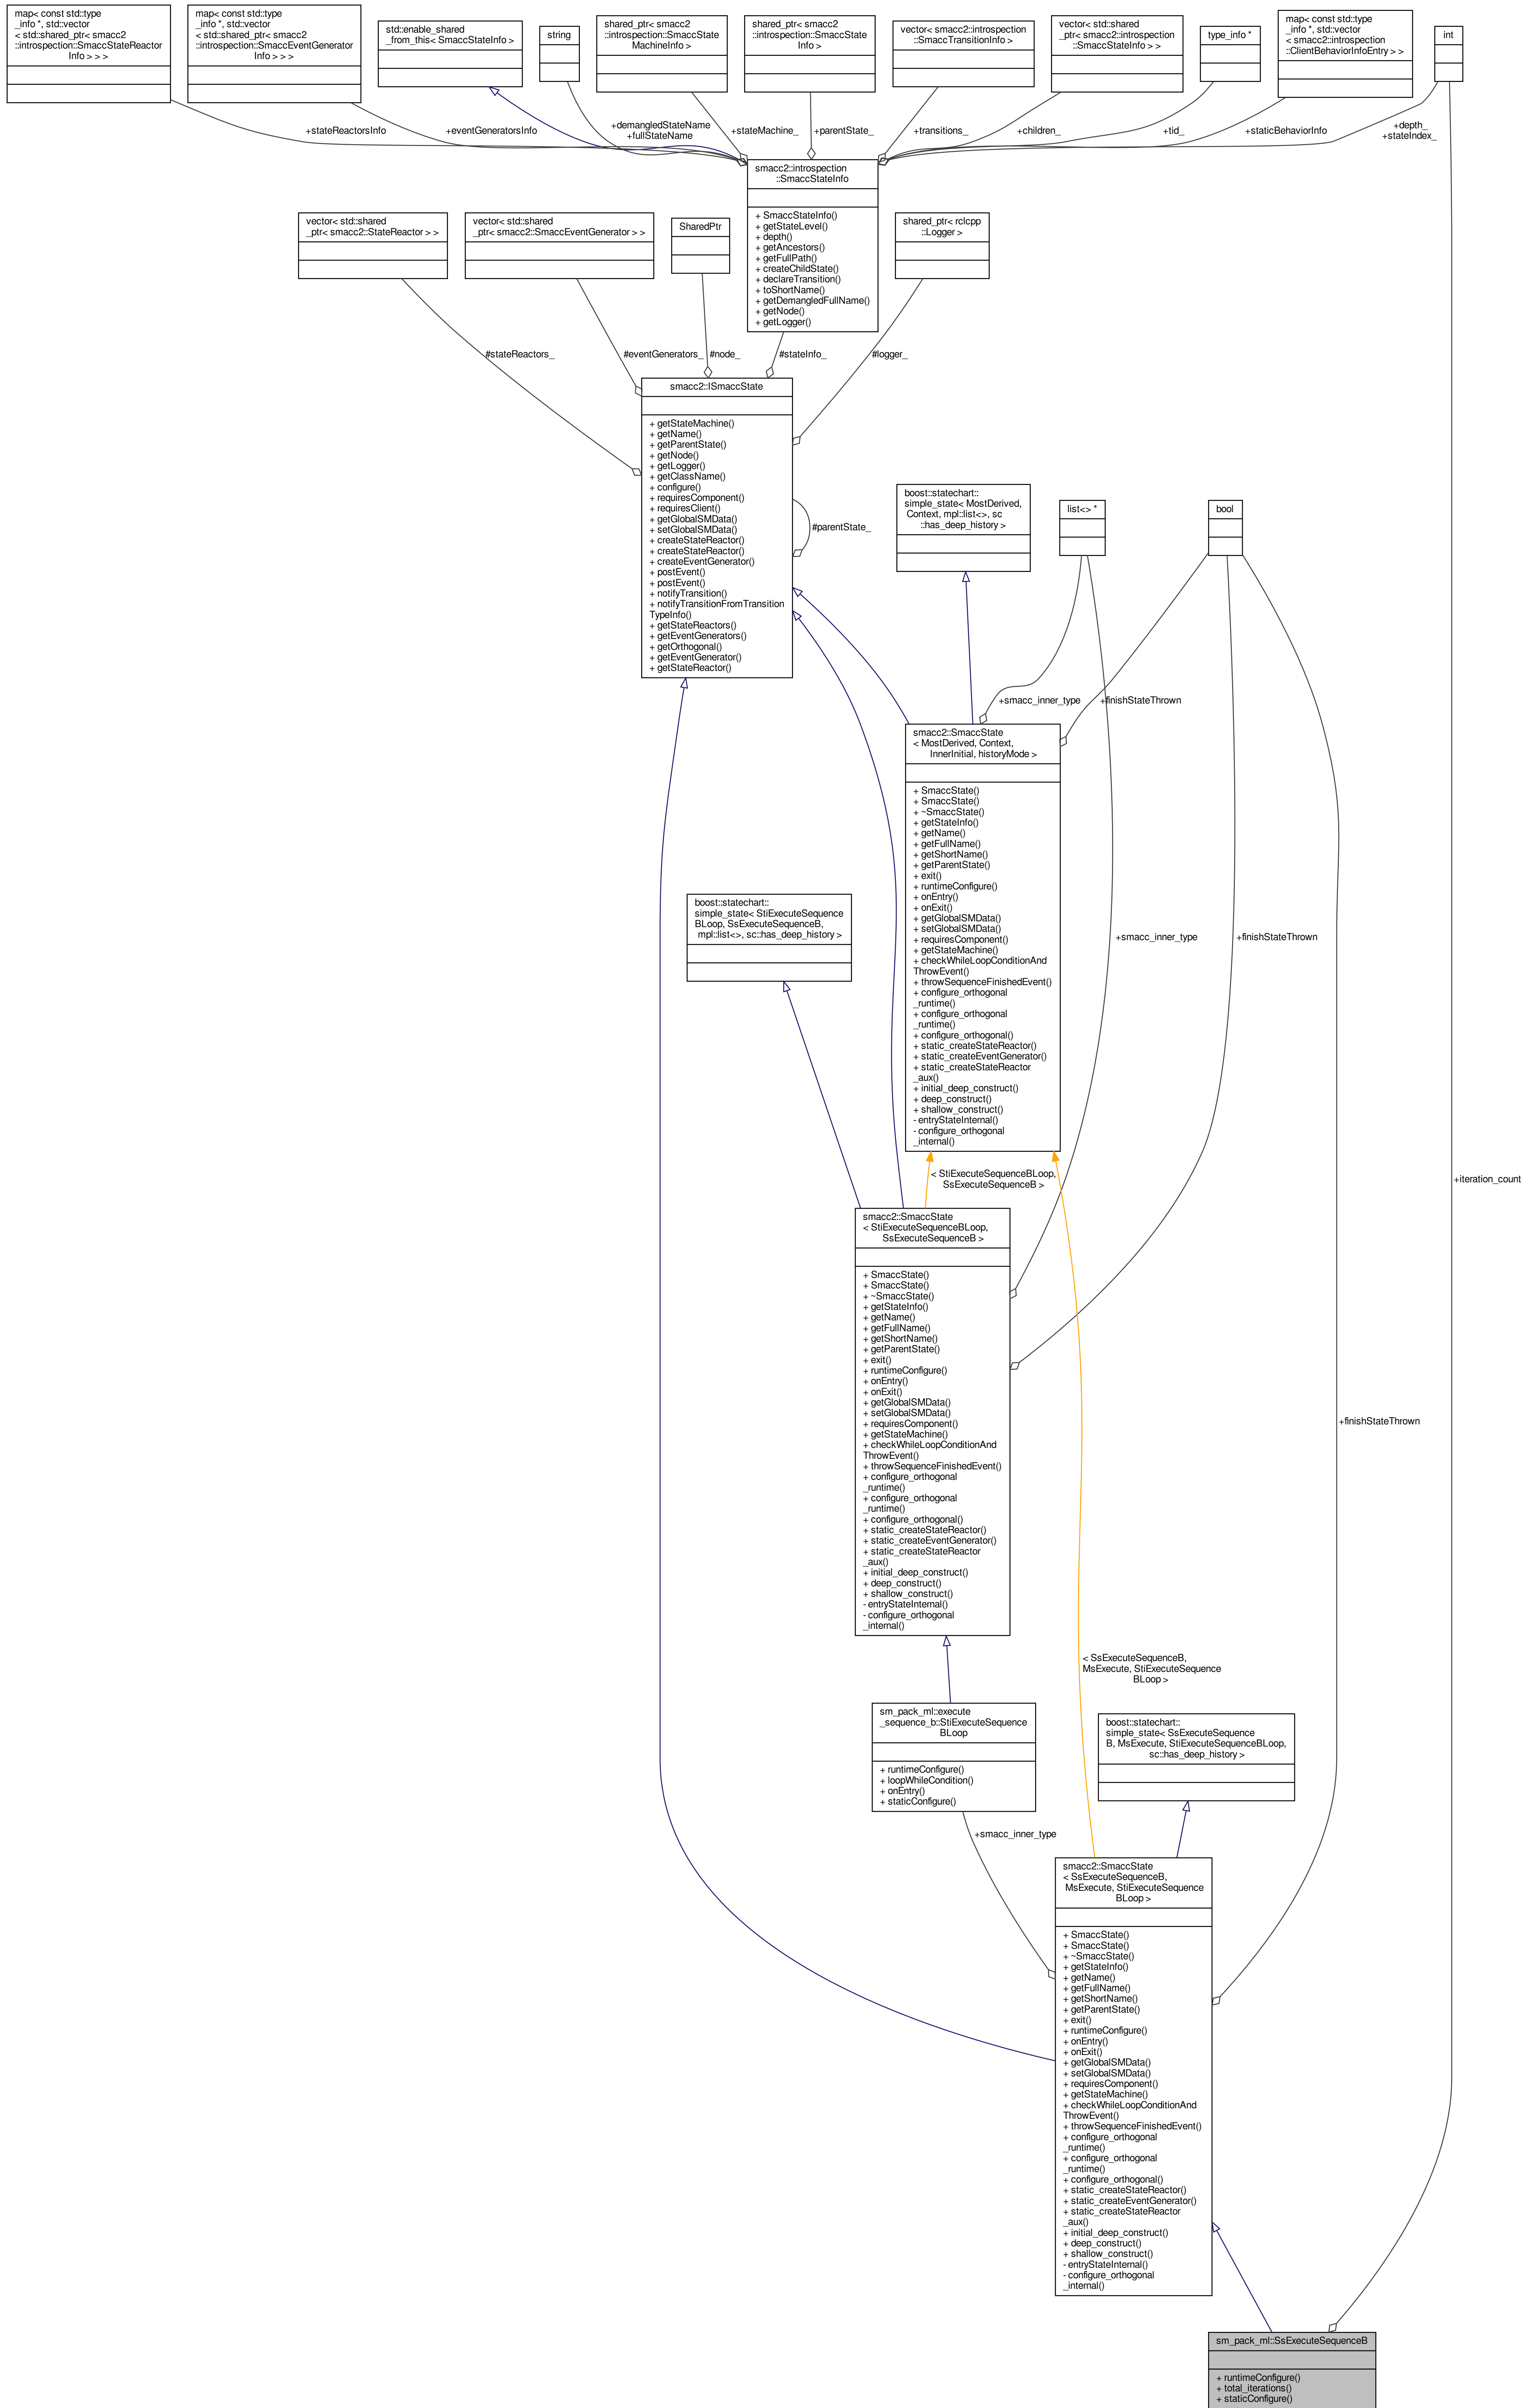 map< const std::type
_info *, std::vector
< std::shared_ptr< smacc2
::introspection::SmaccStateReactor
Info > > >
map< const std::type
_info *, std::vector
< std::shared_ptr< smacc2
::introspection::SmaccEventGenerator
Info > > >
std::enable_shared
_from_this< SmaccStateInfo >
string
shared_ptr< smacc2
::introspection::SmaccState
MachineInfo >
shared_ptr< smacc2
::introspection::SmaccState
Info >
vector< smacc2::introspection
::SmaccTransitionInfo >
vector< std::shared
_ptr< smacc2::introspection
::SmaccStateInfo > >
type_info *
map< const std::type
_info *, std::vector
< smacc2::introspection
::ClientBehaviorInfoEntry > >
int
+stateReactorsInfo
+eventGeneratorsInfo
+demangledStateName
+fullStateName
+stateMachine_
+parentState_
+transitions_
+children_
+tid_
+staticBehaviorInfo
+depth_
+stateIndex_
smacc2::introspection
::SmaccStateInfo
+ SmaccStateInfo()
+ getStateLevel()
+ depth()
+ getAncestors()
+ getFullPath()
+ createChildState()
+ declareTransition()
+ toShortName()
+ getDemangledFullName()
+ getNode()
+ getLogger()
vector< std::shared
_ptr< smacc2::StateReactor > >
vector< std::shared
_ptr< smacc2::SmaccEventGenerator > >
SharedPtr
shared_ptr< rclcpp
::Logger >
#stateReactors_
#eventGenerators_
#node_
#stateInfo_
#logger_
smacc2::ISmaccState
+ getStateMachine()
+ getName()
+ getParentState()
+ getNode()
+ getLogger()
+ getClassName()
+ configure()
+ requiresComponent()
+ requiresClient()
+ getGlobalSMData()
+ setGlobalSMData()
+ createStateReactor()
+ createStateReactor()
+ createEventGenerator()
+ postEvent()
+ postEvent()
+ notifyTransition()
+ notifyTransitionFromTransition
TypeInfo()
+ getStateReactors()
+ getEventGenerators()
+ getOrthogonal()
+ getEventGenerator()
+ getStateReactor()
#parentState_
boost::statechart::
simple_state< MostDerived,
Context, mpl::list<>, sc
::has_deep_history >
list<> *
bool
+smacc_inner_type
+finishStateThrown
smacc2::SmaccState
< MostDerived, Context,
InnerInitial, historyMode >
+ SmaccState()
+ SmaccState()
+ ~SmaccState()
+ getStateInfo()
+ getName()
+ getFullName()
+ getShortName()
+ getParentState()
+ exit()
+ runtimeConfigure()
+ onEntry()
+ onExit()
+ getGlobalSMData()
+ setGlobalSMData()
+ requiresComponent()
+ getStateMachine()
+ checkWhileLoopConditionAnd
ThrowEvent()
+ throwSequenceFinishedEvent()
+ configure_orthogonal
_runtime()
+ configure_orthogonal
_runtime()
+ configure_orthogonal()
+ static_createStateReactor()
+ static_createEventGenerator()
+ static_createStateReactor
_aux()
+ initial_deep_construct()
+ deep_construct()
+ shallow_construct()
- entryStateInternal()
- configure_orthogonal
_internal()
boost::statechart::
simple_state< StiExecuteSequence
BLoop, SsExecuteSequenceB,
mpl::list<>, sc::has_deep_history >
+smacc_inner_type
+finishStateThrown
< StiExecuteSequenceBLoop,
SsExecuteSequenceB >
+iteration_count
smacc2::SmaccState
< StiExecuteSequenceBLoop,
SsExecuteSequenceB >
+ SmaccState()
+ SmaccState()
+ ~SmaccState()
+ getStateInfo()
+ getName()
+ getFullName()
+ getShortName()
+ getParentState()
+ exit()
+ runtimeConfigure()
+ onEntry()
+ onExit()
+ getGlobalSMData()
+ setGlobalSMData()
+ requiresComponent()
+ getStateMachine()
+ checkWhileLoopConditionAnd
ThrowEvent()
+ throwSequenceFinishedEvent()
+ configure_orthogonal
_runtime()
+ configure_orthogonal
_runtime()
+ configure_orthogonal()
+ static_createStateReactor()
+ static_createEventGenerator()
+ static_createStateReactor
_aux()
+ initial_deep_construct()
+ deep_construct()
+ shallow_construct()
- entryStateInternal()
- configure_orthogonal
_internal()
+finishStateThrown
< SsExecuteSequenceB,
MsExecute, StiExecuteSequence
BLoop >
sm_pack_ml::execute
_sequence_b::StiExecuteSequence
BLoop
+ runtimeConfigure()
+ loopWhileCondition()
+ onEntry()
+ staticConfigure()
boost::statechart::
simple_state< SsExecuteSequence
B, MsExecute, StiExecuteSequenceBLoop,
sc::has_deep_history >
+smacc_inner_type
smacc2::SmaccState
< SsExecuteSequenceB,
MsExecute, StiExecuteSequence
BLoop >
+ SmaccState()
+ SmaccState()
+ ~SmaccState()
+ getStateInfo()
+ getName()
+ getFullName()
+ getShortName()
+ getParentState()
+ exit()
+ runtimeConfigure()
+ onEntry()
+ onExit()
+ getGlobalSMData()
+ setGlobalSMData()
+ requiresComponent()
+ getStateMachine()
+ checkWhileLoopConditionAnd
ThrowEvent()
+ throwSequenceFinishedEvent()
+ configure_orthogonal
_runtime()
+ configure_orthogonal
_runtime()
+ configure_orthogonal()
+ static_createStateReactor()
+ static_createEventGenerator()
+ static_createStateReactor
_aux()
+ initial_deep_construct()
+ deep_construct()
+ shallow_construct()
- entryStateInternal()
- configure_orthogonal
_internal()
sm_pack_ml::SsExecuteSequenceB
+ runtimeConfigure()
+ total_iterations()
+ staticConfigure()